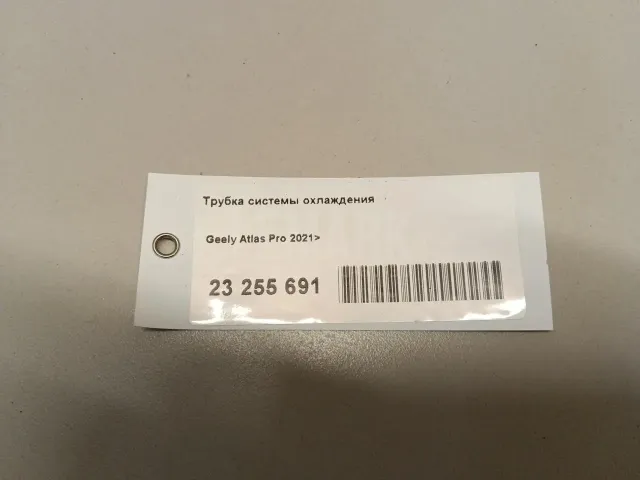 Трубка системы охлаждения
Geely Atlas Pro 2021>
23 255 691